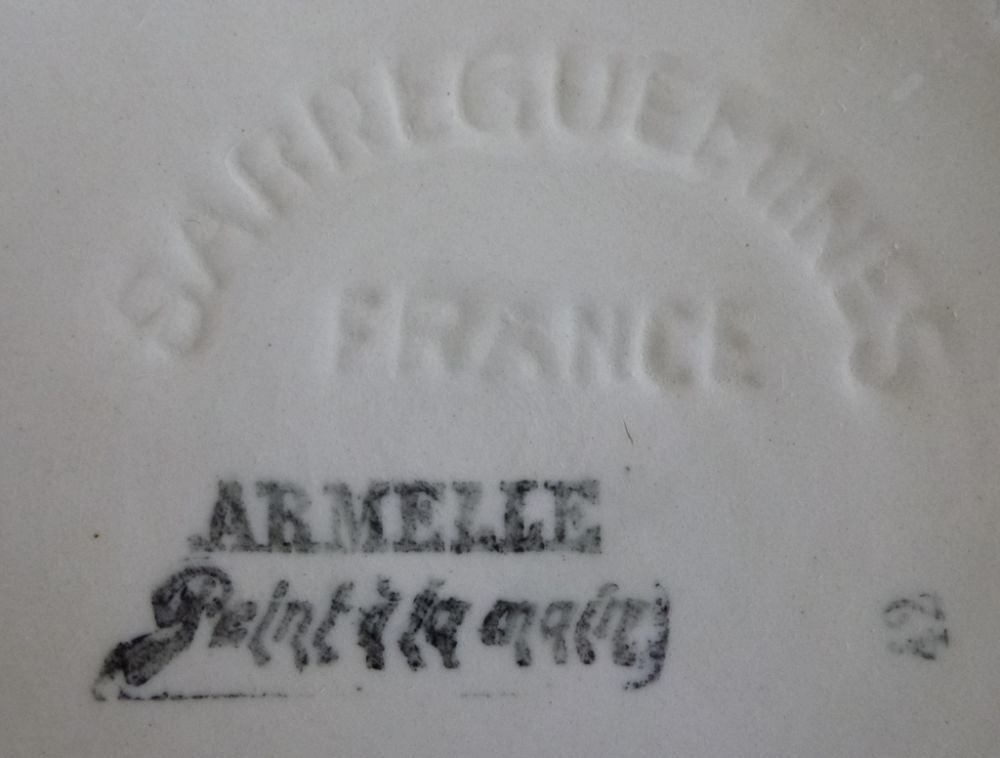 SARREGUEMINES
FRANCE
ARMELLE
Peint à la main